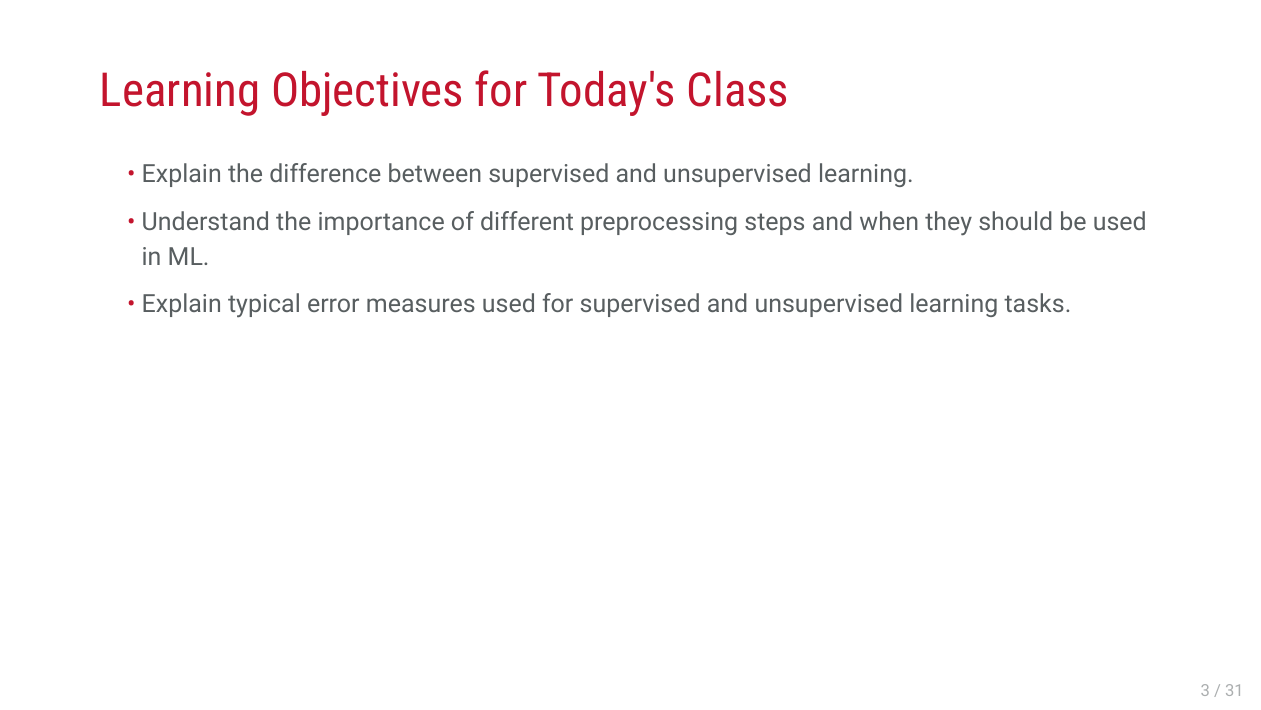 Learning Objectives for Today's Class
• Explain the difference between supervised and unsupervised learning.
• Understand the importance of different preprocessing steps and when they should be used
in ML.
• Explain typical error measures used for supervised and unsupervised learning tasks.
3 / 31